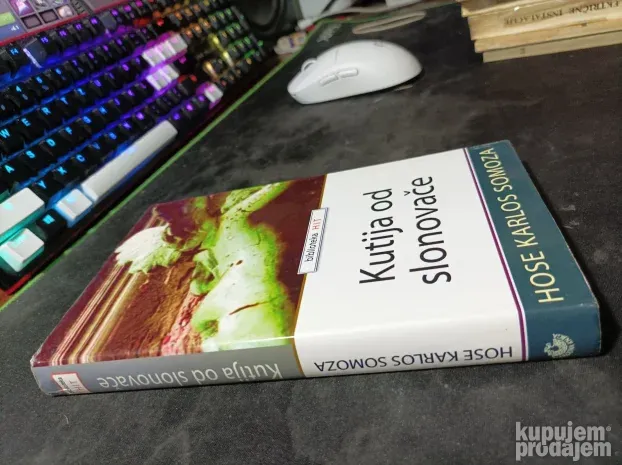 HOSE KARLOS SOMOZA
Kutija od
slonovače
biblioteka HIT
HOSE KARLOS SOMOZA
Kutija od slonovače
kupujem
prodajem